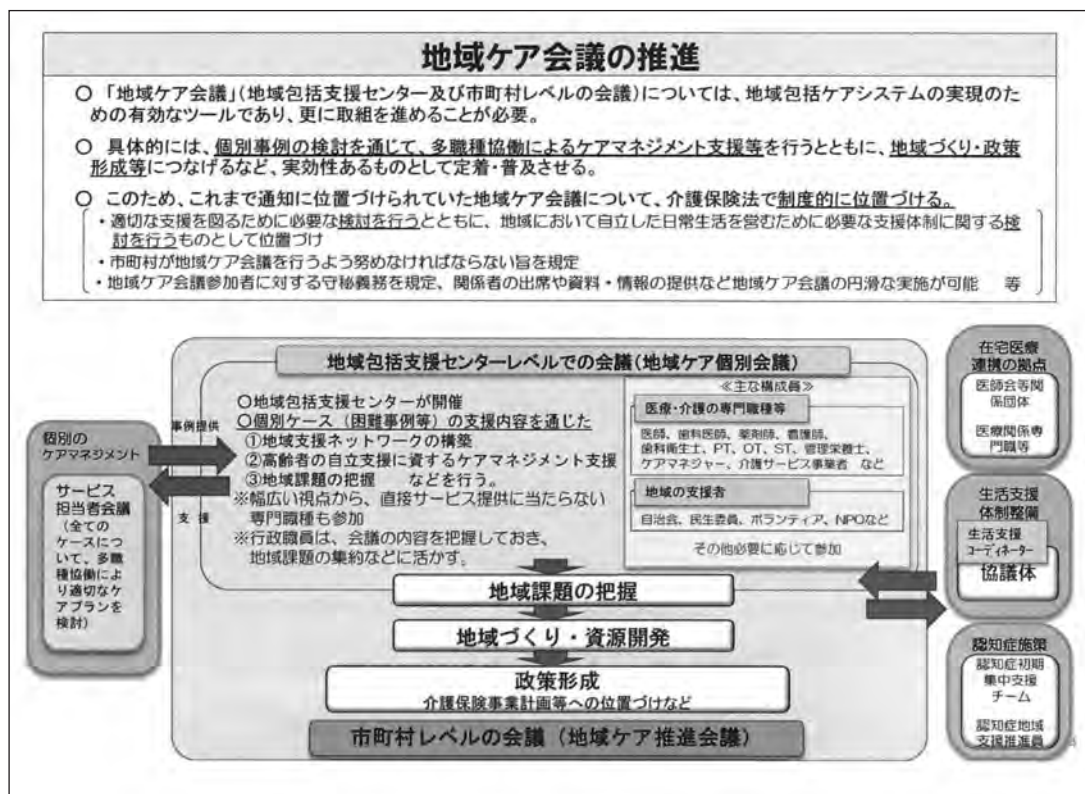 地域ケア会議の推進
○ 「地域ケア会議」(地域包括支援センター及び市町村レベルの会議)については、地域包括ケアシステムの実現のた
めの有効なツールであり、更に取組を進めることが必要。
○ 具体的には、個別事例の検討を通じて、多職種協働によるケアマネジメント支援等を行うとともに、地域づくり・政策
形成等につなげるなど、実効性あるものとして定着・普及させる。
○ このため、これまで通知に位置づけられていた地域ケア会議について、介護保険法で制度的に位置づける。
・適切な支援を図るために必要な検討を行うとともに、地域において自立した日常生活を営むために必要な支援体制に関する検
討を行うものとして位置づけ
・市町村が地域ケア会議を行うよう努めなければならない旨を規定
・地域ケア会議参加者に対する守秘義務を規定、関係者の出席や資料・情報の提供など地域ケア会議の円滑な実施が可能 等
個別の
ケアマネジメント
サービス
担当者会議
(全ての
ケースにつ
いて、多職
種協働によ
り適切なケ
アプランを
検討)
事例提供
支 援
地域包括支援センターレベルでの会議(地域ケア個別会議)
○地域包括支援センターが開催
○個別ケース(困難事例等)の支援内容を通じた
①地域支援ネットワークの構築
②高齢者の自立支援に資するケアマネジメント支援
③地域課題の把握 などを行う。
※幅広い視点から、直接サービス提供に当たらない
専門職種も参加
※行政職員は、会議の内容を把握しておき、
地域課題の集約などに活かす。
≪主な構成員≫
医療・介護の専門職種等
医師、歯科医師、薬剤師、看護師、
歯科衛生士、PT、OT、ST、管理栄養士、
ケアマネジャー、介護サービス事業者 など
地域の支援者
自治会、民生委員、ボランティア、NPOなど
その他必要に応じて参加
地域課題の把握
地域づくり・資源開発
政策形成
介護保険事業計画等への位置づけなど
市町村レベルの会議(地域ケア推進会議)
在宅医療
連携の拠点
医師会等関
係団体
医療関係専
門職等
生活支援
体制整備
生活支援
コーディネーター
協議体
認知症施策
認知症初期
集中支援
チーム
認知症地域
支援推進員